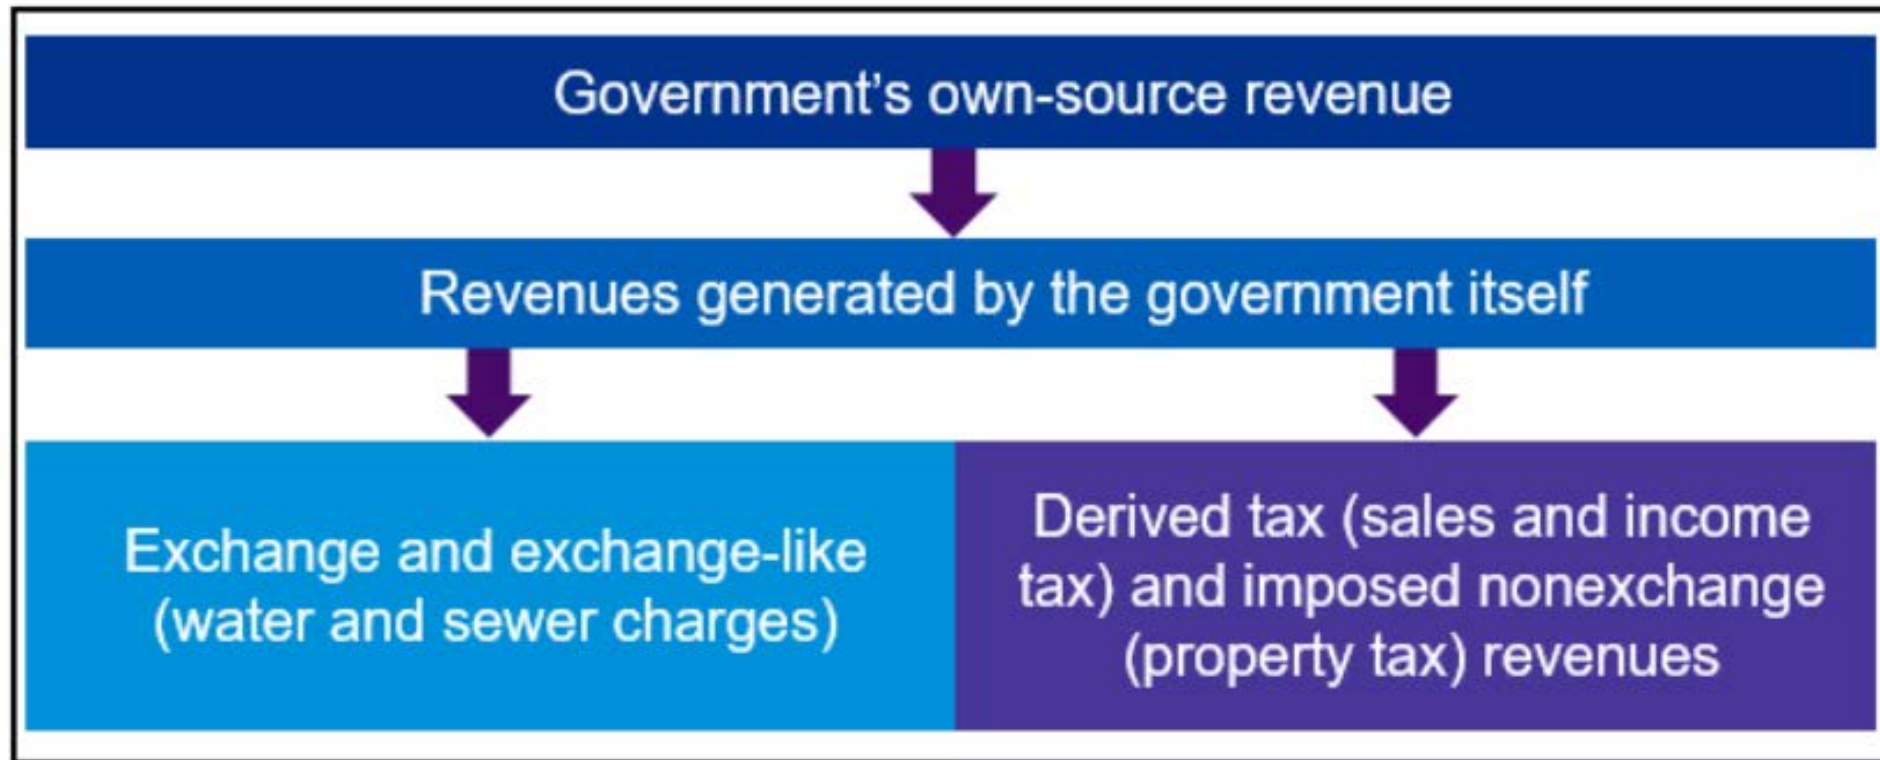 Government’s own-source revenue
Revenues generated by the government itself
Exchange and exchange-like
(water and sewer charges)
Derived tax (sales and income
tax) and imposed nonexchange
(property tax) revenues